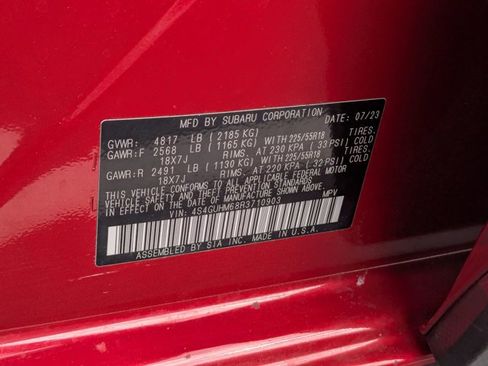 MFD BY SUBARU CORPORATION DATE: 07/23
GVWR: 4817 LB (2185 KG)
GAWR:F 2568 LB (1165 KG) WITH 225/55R18 TIRES,
18X7J RIMS, AT 230 KPA (33 PSI) COLD
GAWR:R 2491 LB (1130 KG) WITH 225/55R18 TIRES,
18X7J RIMS, AT 220 KPA (32 PSI) COLD
THIS VEHICLE CONFORMS TO ALL APPLICABLE FEDERAL MOTOR
VEHICLE SAFETY AND THEFT PREVENTION STANDARDS
IN EFFECT ON THE DATE OF MANUFACTURE SHOWN ABOVE.
VIN: 4S4GUHM68R3710903 MPV
ASSEMBLED BY SIA INC. MADE IN U.S.A.